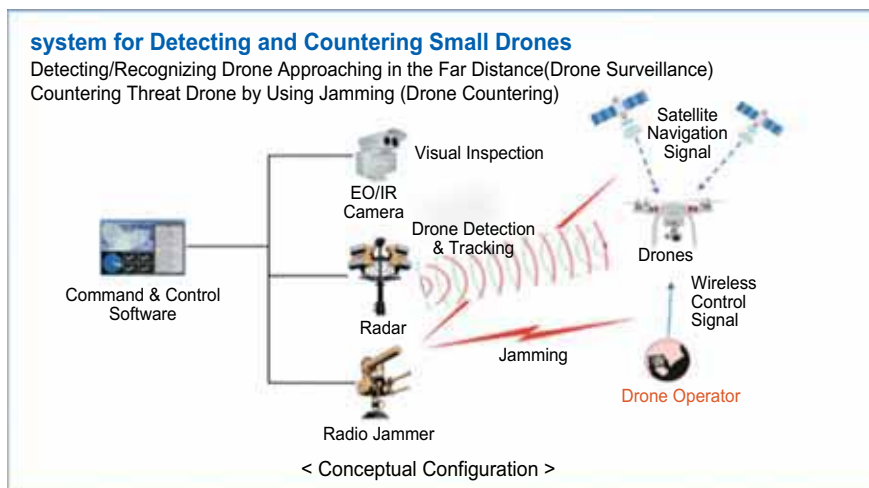 system for Detecting and Countering Small Drones
Detecting/Recognizing Drone Approaching in the Far Distance(Drone Surveillance)
Countering Threat Drone by Using Jamming (Drone Countering)
Satellite
Navigation
Signal
Visual Inspection
EO/IR
Camera
Drone Detection
& Tracking
Drones
Command & Control
Software
Wireless
Control
Signal
Radar
Jamming
Drone Operator
Radio Jammer
< Conceptual Configuration >